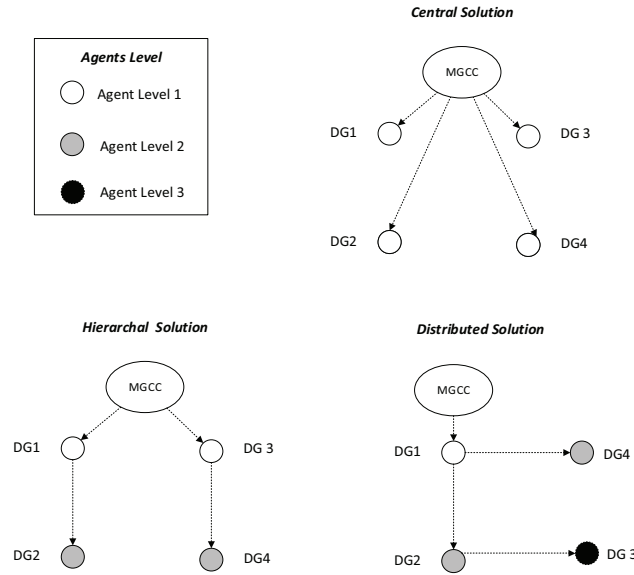 Central Solution
Agents Level
Agent Level 1
Agent Level 2
Agent Level 3
MGCC
DG1
DG 3
DG2
DG4
Hierarchal Solution
MGCC
DG1
DG 3
DG2
DG4
Distributed Solution
MGCC
DG1
DG4
DG2
DG 3